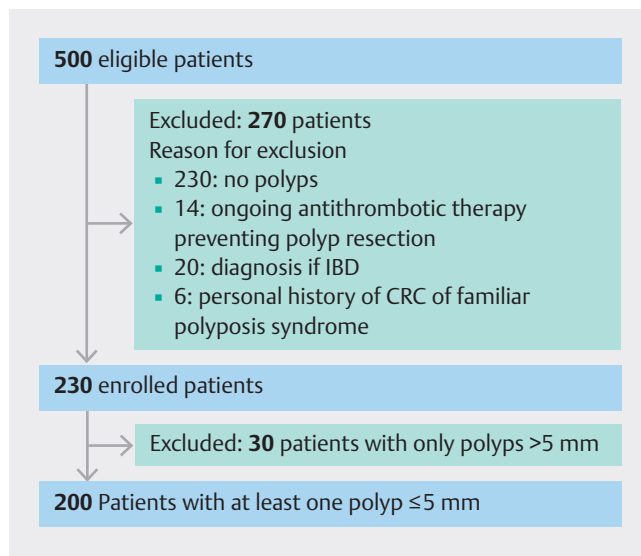 500 eligible patients
Excluded: 270 patients
Reason for exclusion
▪ 230: no polyps
▪ 14: ongoing antithrombotic therapy
preventing polyp resection
▪ 20: diagnosis if IBD
▪ 6: personal history of CRC of familiar
polyposis syndrome
230 enrolled patients
Excluded: 30 patients with only polyps >5 mm
200 Patients with at least one polyp ≤5 mm